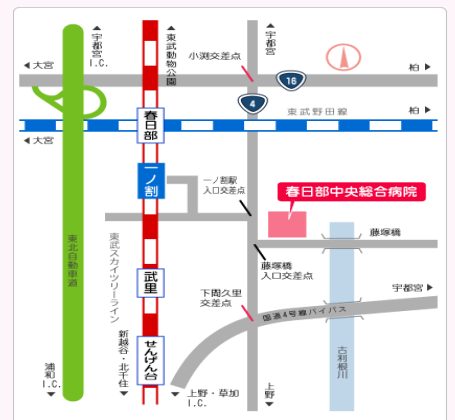 宇都宮
I.C.
東武動物公園
宇都宮
小渕交差点
大宮
柏
16
4
東武野田線
柏
大宮
春日部
一ノ割
一ノ割駅
入口交差点
春日部中央総合病院
東北自動車道
東武スカイツリーライン
藤塚橋
武里
藤塚橋
入口交差点
下間久里
交差点
宇都宮
国道4号線バイパス
新越谷・北千住
せんげん台
古利根川
浦和
I.C.
上野・草加
I.C.
上野